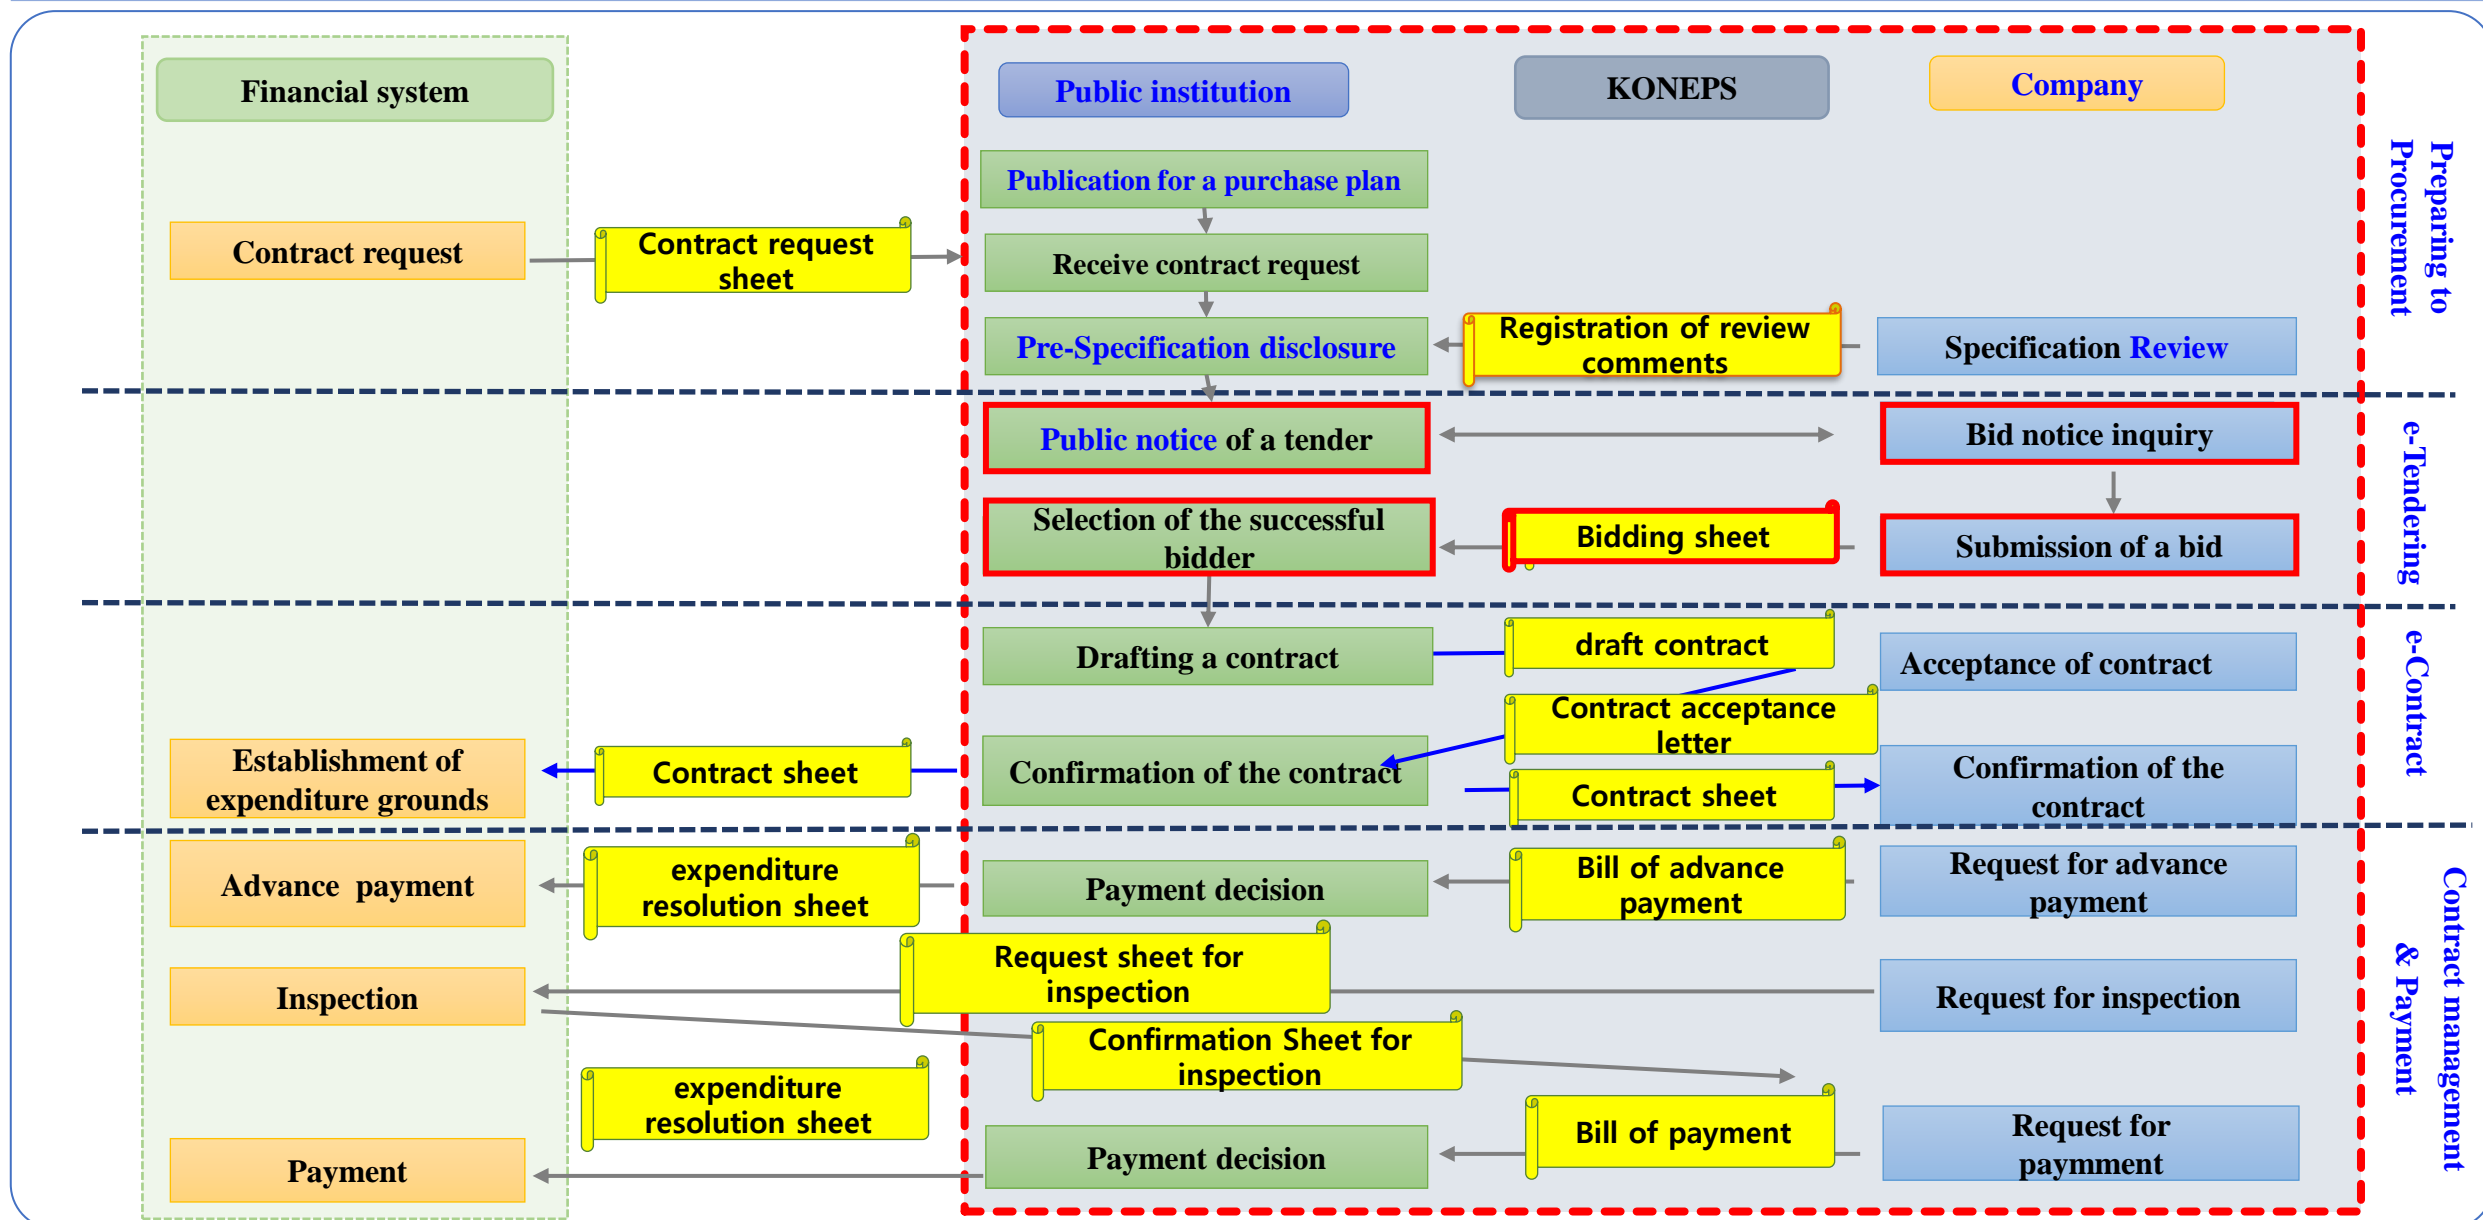 Financial system
Public institution
KONEPS
Company
Preparing to
Procurement
Publication for a purchase plan
Contract request
Contract request
sheet
Receive contract request
Pre-Specification disclosure
Registration of review
comments
Specification Review
e-Tendering
Public notice of a tender
Bid notice inquiry
Selection of the successful
bidder
Bidding sheet
Submission of a bid
e-Contract
Drafting a contract
draft contract
Acceptance of contract
Contract acceptance
letter
Establishment of
expenditure grounds
Contract sheet
Confirmation of the contract
Contract sheet
Confirmation of the
contract
Contract management
& Payment
Advance  payment
expenditure
resolution sheet
Payment decision
Bill of advance
payment
Request for advance
payment
Inspection
Request sheet for
inspection
Request for inspection
Confirmation Sheet for
inspection
expenditure
resolution sheet
Payment
Payment decision
Bill of payment
Request for
paymment